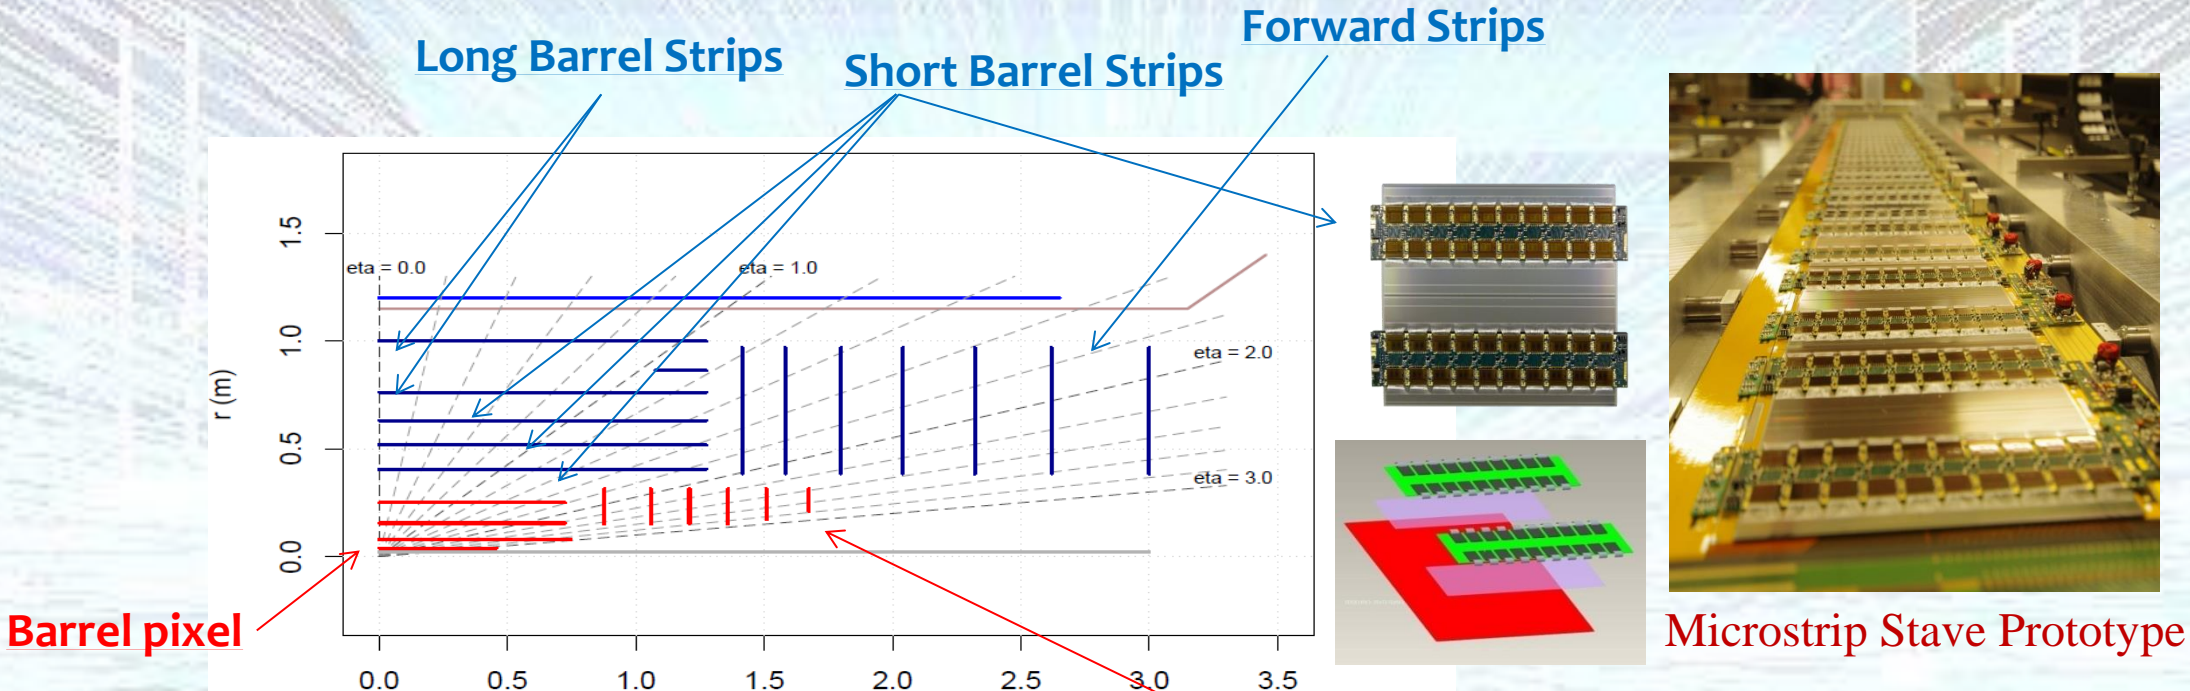 Forward Strips
Long Barrel Strips
Short Barrel Strips
1.5
eta = 0.0
eta = 1.0
1.0
eta = 2.0
r (m)
0.5
eta = 3.0
0.0
Barrel pixel
Microstrip Stave Prototype
0.0 0.5 1.0 1.5 2.0 2.5 3.0 3.5